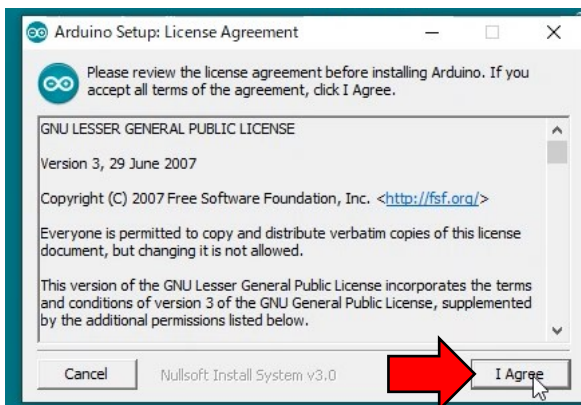 Arduino Setup: License Agreement
Please review the license agreement before installing Arduino. If you
accept all terms of the agreement, click I Agree.
GNU LESSER GENERAL PUBLIC LICENSE
Version 3, 29 June 2007
Copyright (C) 2007 Free Software Foundation, Inc. <http://fsf.org/>
Everyone is permitted to copy and distribute verbatim copies of this license
document, but changing it is not allowed.
This version of the GNU Lesser General Public License incorporates the terms
and conditions of version 3 of the GNU General Public License, supplemented
by the additional permissions listed below.
Cancel
Nullsoft Install System v3.0
I Agree